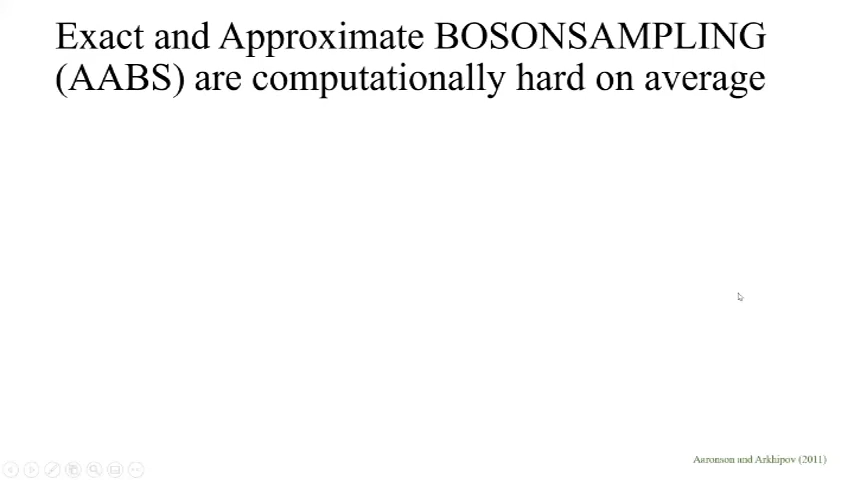 Exact and Approximate BOSONSAMPLING
(AABS) are computationally hard on average
Aaronson and Arkhipov (2011)